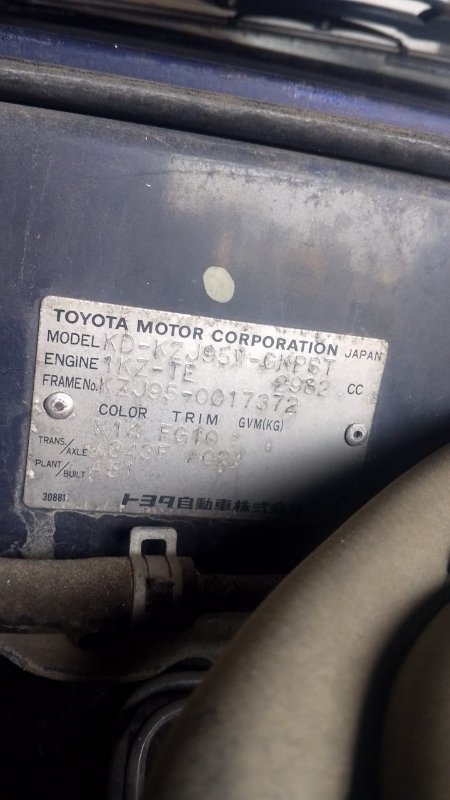 TOYOTA MOTOR CORPORATION JAPAN
MODEL KD-KZJ95W-GKPST
ENGINE 1KZ-TE 2982 CC
FRAME No. KZJ95-0017372
COLOR TRIM GVM(KG)
K14 FG10
TRANS/AXLE A343F
PLANT/BUILT
30881 トヨタ自動車株式会